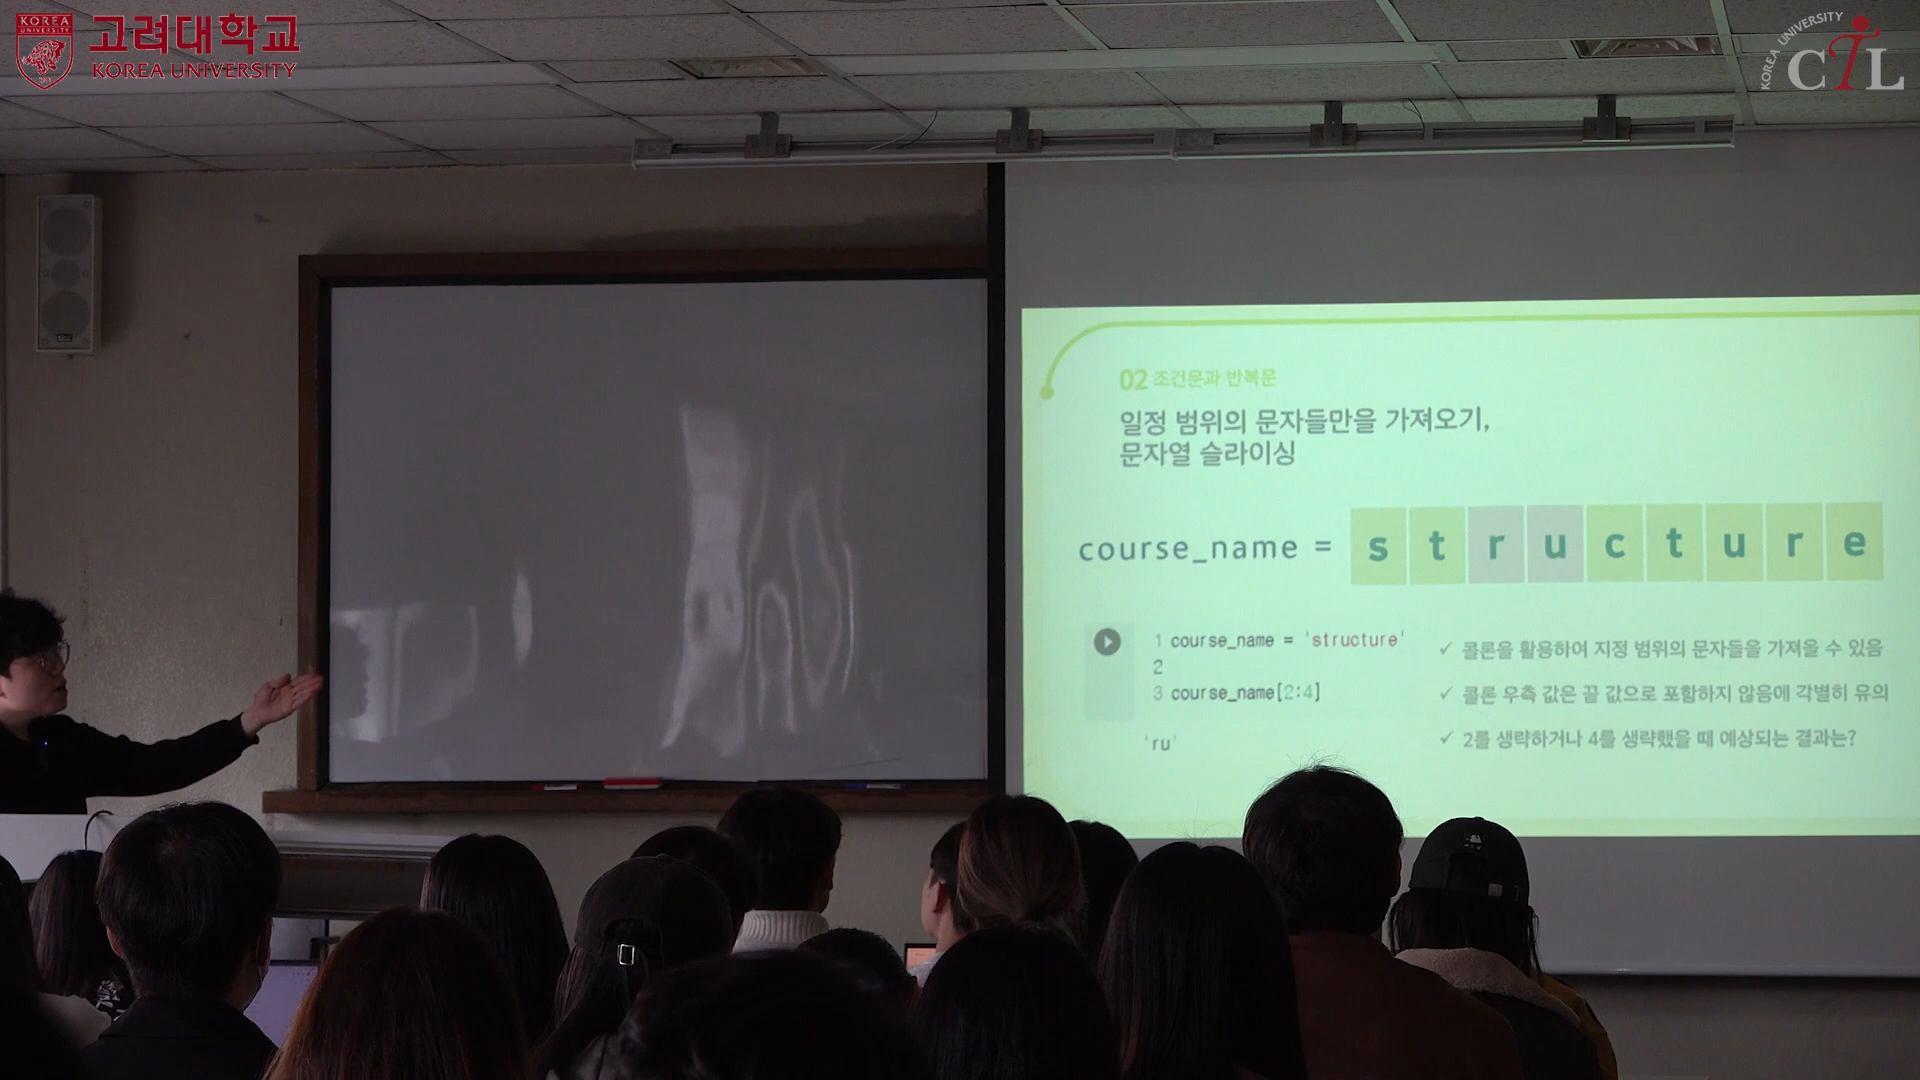 KOREA
UNIVERSITY
고려대학교
KOREA UNIVERSITY
KOREA UNIVERSITY
CTL
02 조건문과 반복문
일정 범위의 문자들만을 가져오기,
문자열 슬라이싱
course_name = s t r u c t u r e
1 course_name = 'structure'
2
3 course_name[2:4]
'ru'
✓ 콜론을 활용하여 지정 범위의 문자들을 가져올 수 있음
✓ 콜론 우측 값은 끝 값으로 포함하지 않음에 각별히 유의
✓ 2를 생략하거나 4를 생략했을 때 예상되는 결과는?